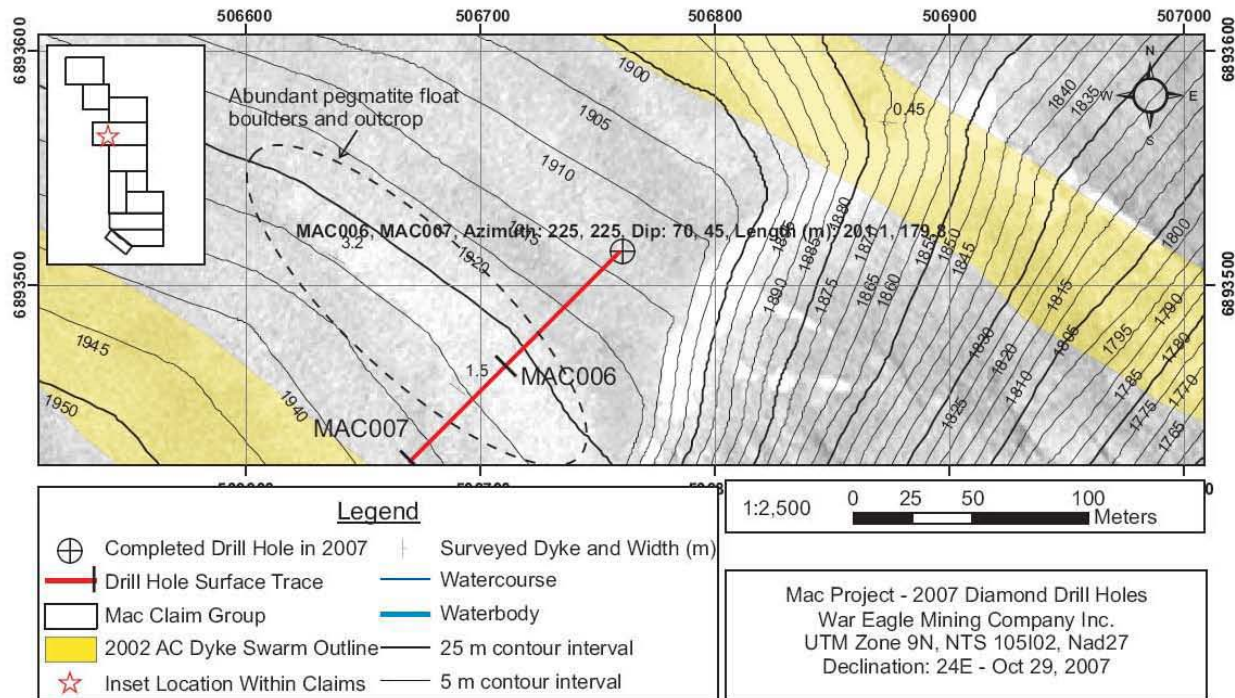 506600
506700
506800
506900
507000
6893600
6893600
N
W
E
S
Abundant pegmatite float
boulders and outcrop
1900
1905
1910
1920
0.45
1840
1835
3.2
MAC006, MAC007, Azimuth: 225, 225, Dip: 70, 45, Length (m): 201.1, 179.8
1880
1885
1890
1875
1865
1860
1850
1845
1800
6893500
6893500
1815
1805
1790
1795
1780
1770
1830
1820
1810
1785
1775
1765
1825
1945
1950
1940
1.5
MAC006
MAC007
Legend
Completed Drill Hole in 2007
Surveyed Dyke and Width (m)
Drill Hole Surface Trace
Watercourse
Mac Claim Group
Waterbody
2002 AC Dyke Swarm Outline
25 m contour interval
Inset Location Within Claims
5 m contour interval
1:2,500
0 25 50 100
Meters
Mac Project - 2007 Diamond Drill Holes
War Eagle Mining Company Inc.
UTM Zone 9N, NTS 105I02, Nad27
Declination: 24E - Oct 29, 2007